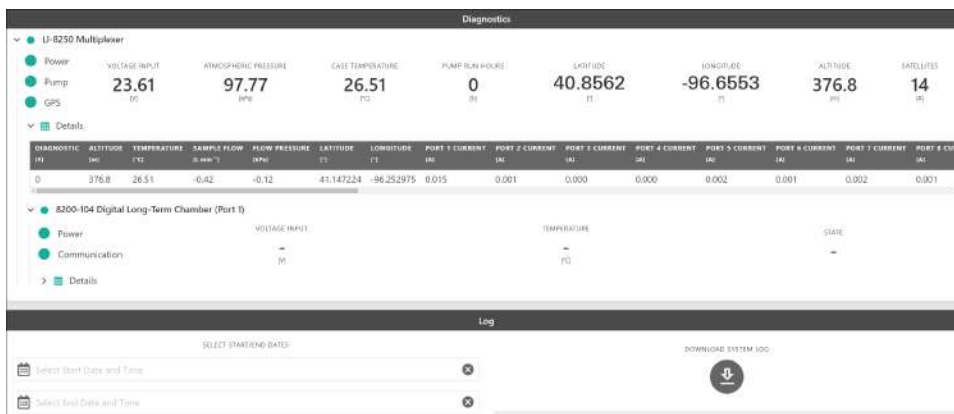 Diagnostics
LI-8250 Multiplexer
Power
Pump
GPS
VOLTAGE INPUT
23.61
[V]
ATMOSPHERIC PRESSURE
97.77
[kPa]
CASE TEMPERATURE
26.51
[°C]
PUMP RUN HOURS
0
[h]
LATITUDE
40.8562
[°]
LONGITUDE
-96.6553
[°]
ALTITUDE
376.8
[m]
SATELLITES
14
[#]
Details
DIAGNOSTIC ALTITUDE TEMPERATURE SAMPLE FLOW FLOW PRESSURE LATITUDE LONGITUDE PORT 1 CURRENT PORT 2 CURRENT PORT 3 CURRENT PORT 4 CURRENT PORT 5 CURRENT PORT 6 CURRENT PORT 7 CURRENT PORT 8 CU
[#] [m] [°C] (L min⁻¹) [kPa] [°] [°] [A] [A] [A] [A] [A] [A] [A] [A]
0 376.8 26.51 -0.42 -0.12 41.147224 -96.252975 0.015 0.001 0.000 0.000 0.002 0.001 0.002 0.001
8200-104 Digital Long-Term Chamber (Port 1)
Power
Communication
VOLTAGE INPUT
-
[V]
TEMPERATURE
-
[°C]
STATE
-
Details
Log
SELECT START/END DATES
Select Start Date and Time
Select End Date and Time
DOWNLOAD SYSTEM LOG